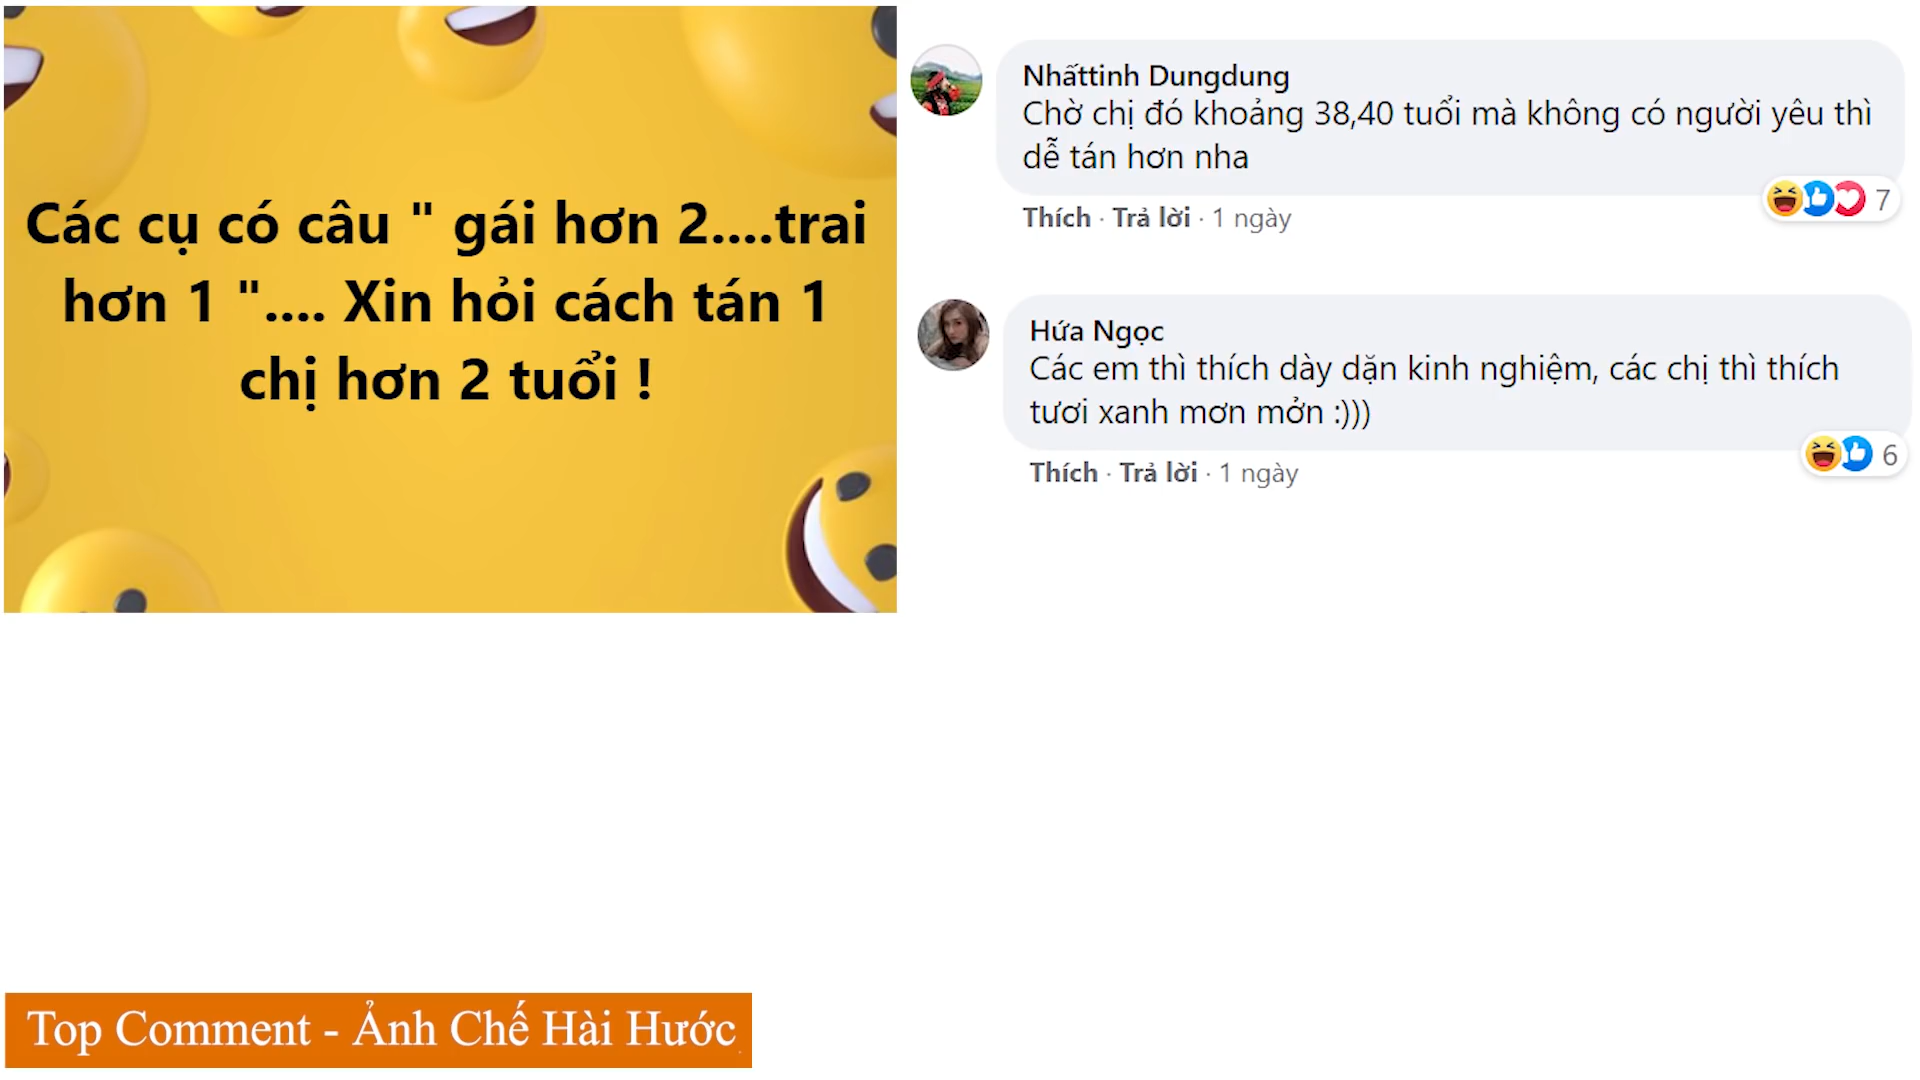 Các cụ có câu " gái hơn 2....trai
hơn 1 ".... Xin hỏi cách tán 1
chị hơn 2 tuổi !
Nhấttinh Dungdung
Chờ chị đó khoảng 38,40 tuổi mà không có người yêu thì
dễ tán hơn nha
7
Thích · Trả lời · 1 ngày
Hứa Ngọc
Các em thì thích dày dặn kinh nghiệm, các chị thì thích
tươi xanh mơn mởn :)))
6
Thích · Trả lời · 1 ngày
Top Comment - Ảnh Chế Hài Hước